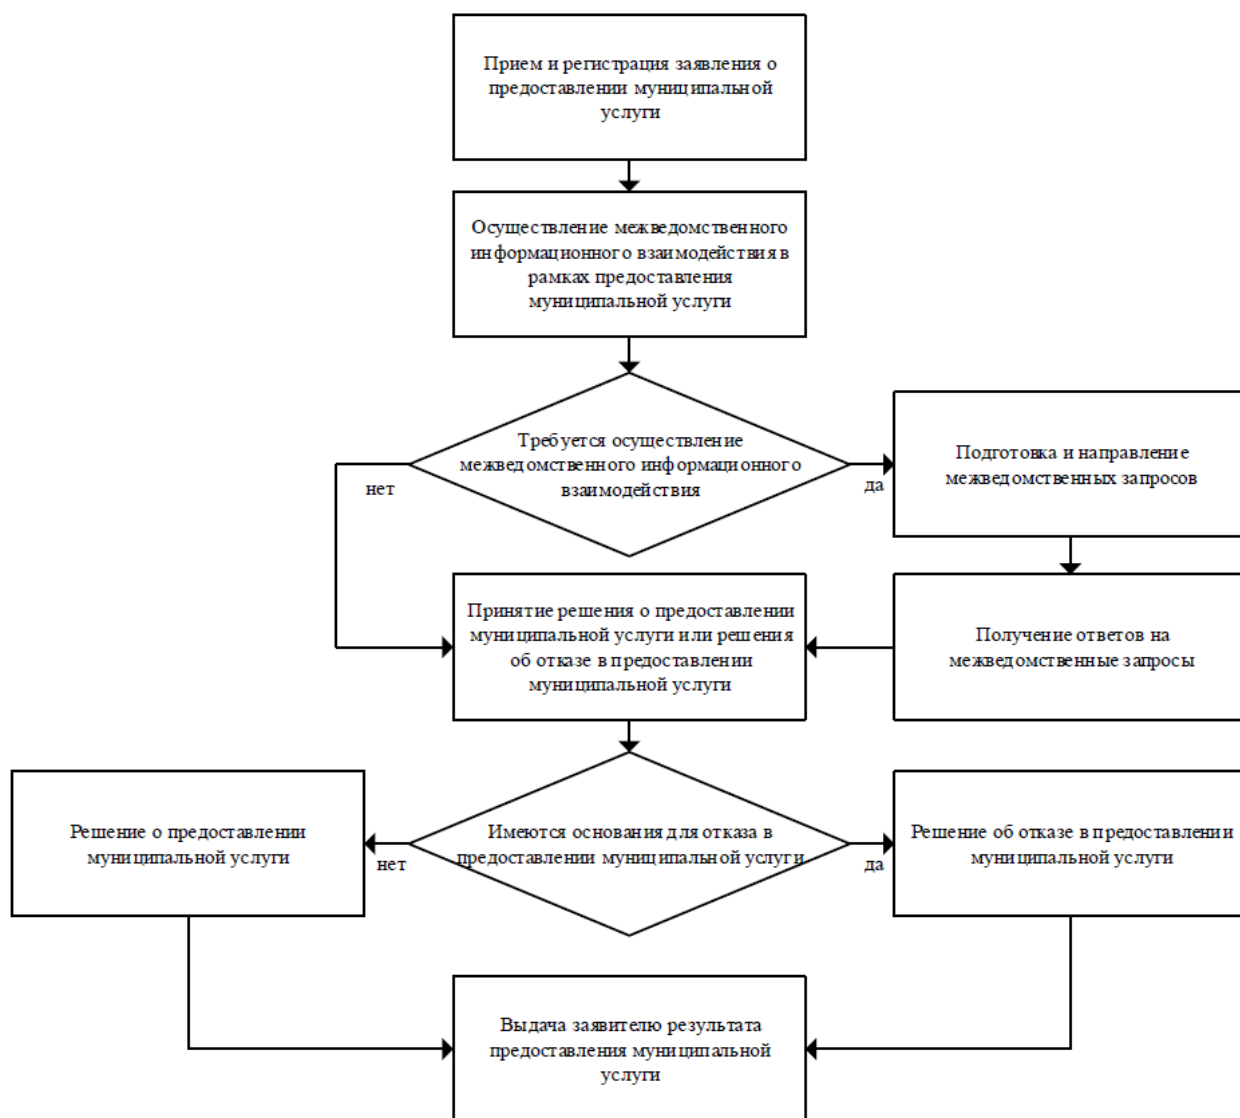 Прием и регистрация заявления о
предоставлении муниципальной
услуги
Осуществление межведомственного
информационного взаимодействия в
рамках предоставления
муниципальной услуги
Требуется осуществление
межведомственного информационного
взаимодействия
нет
да
Подготовка и направление
межведомственных запросов
Принятие решения о предоставлении
муниципальной услуги или решения
об отказе в предоставлении
муниципальной услуги
Получение ответов на
межведомственные запросы
Решение о предоставлении
муниципальной услуги
нет
Имеются основания для отказа в
предоставлении муниципальной услуги
да
Решение об отказе в предоставлении
муниципальной услуги
Выдача заявителю результата
предоставления муниципальной
услуги